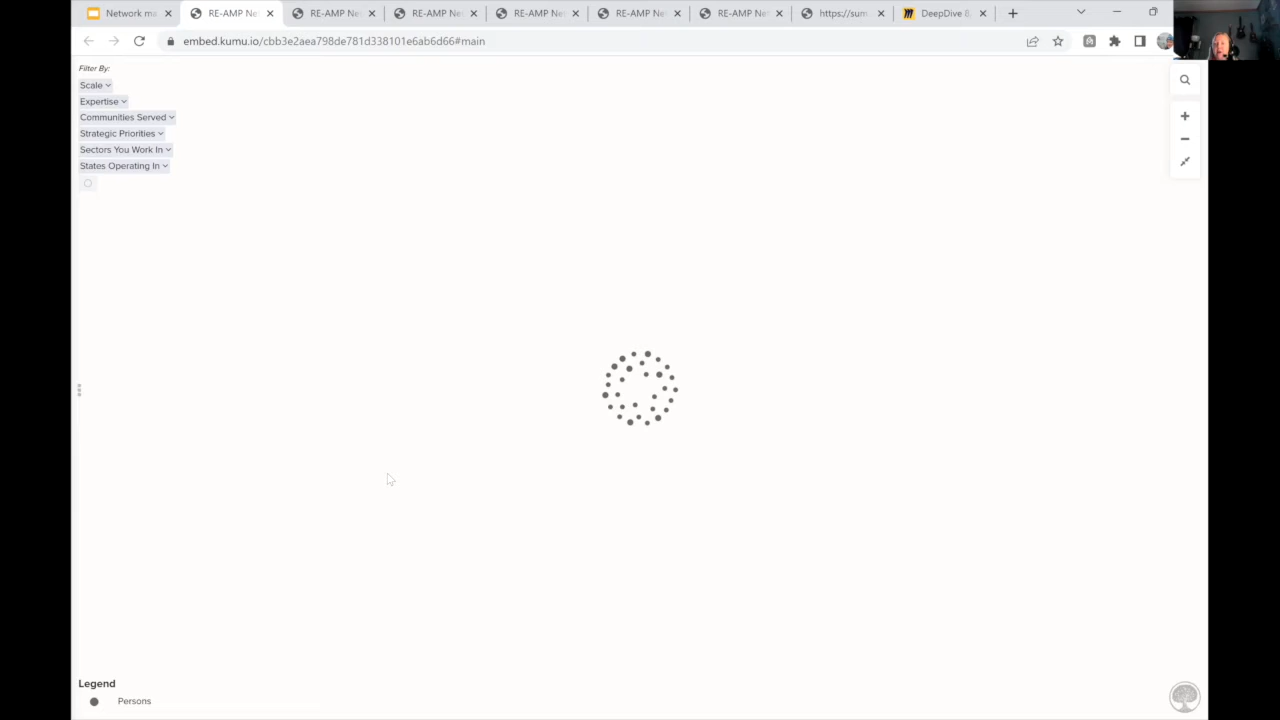 Network ma
RE-AMP Ne
RE-AMP Ne
RE-AMP Ne
RE-AMP Ne
RE-AMP Ne
RE-AMP Ne
https://sum
DeepDive 8.
embed.kumu.io/cbb3e2aea798de781d338101e6ab6d66#main
Filter By:
Scale
Expertise
Communities Served
Strategic Priorities
Sectors You Work In
States Operating In
Legend
Persons